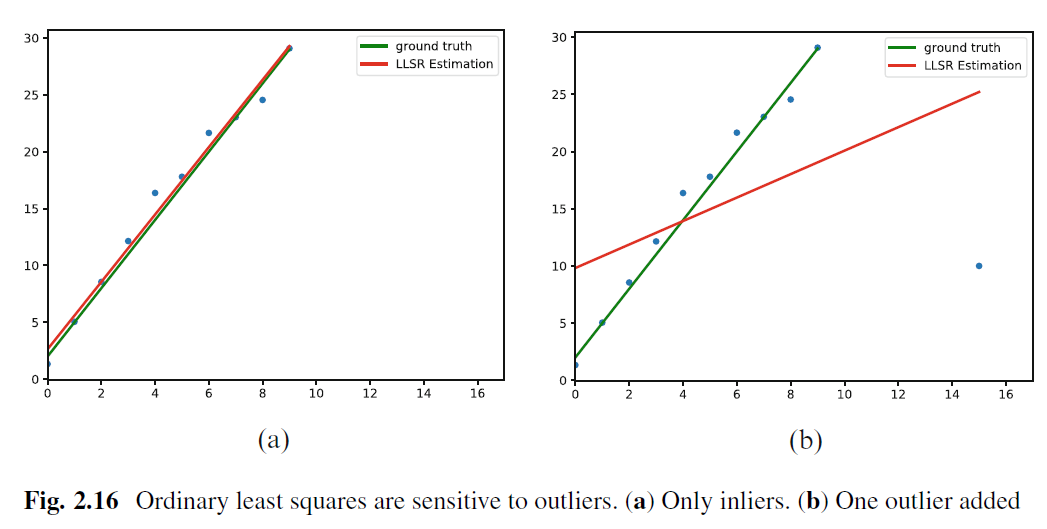 30
25
20
15
10
5
0
0 2 4 6 8 10 12 14 16
ground truth
LLSR Estimation
(a)
30
25
20
15
10
5
0
0 2 4 6 8 10 12 14 16
ground truth
LLSR Estimation
(b)
Fig. 2.16 Ordinary least squares are sensitive to outliers. (a) Only inliers. (b) One outlier added